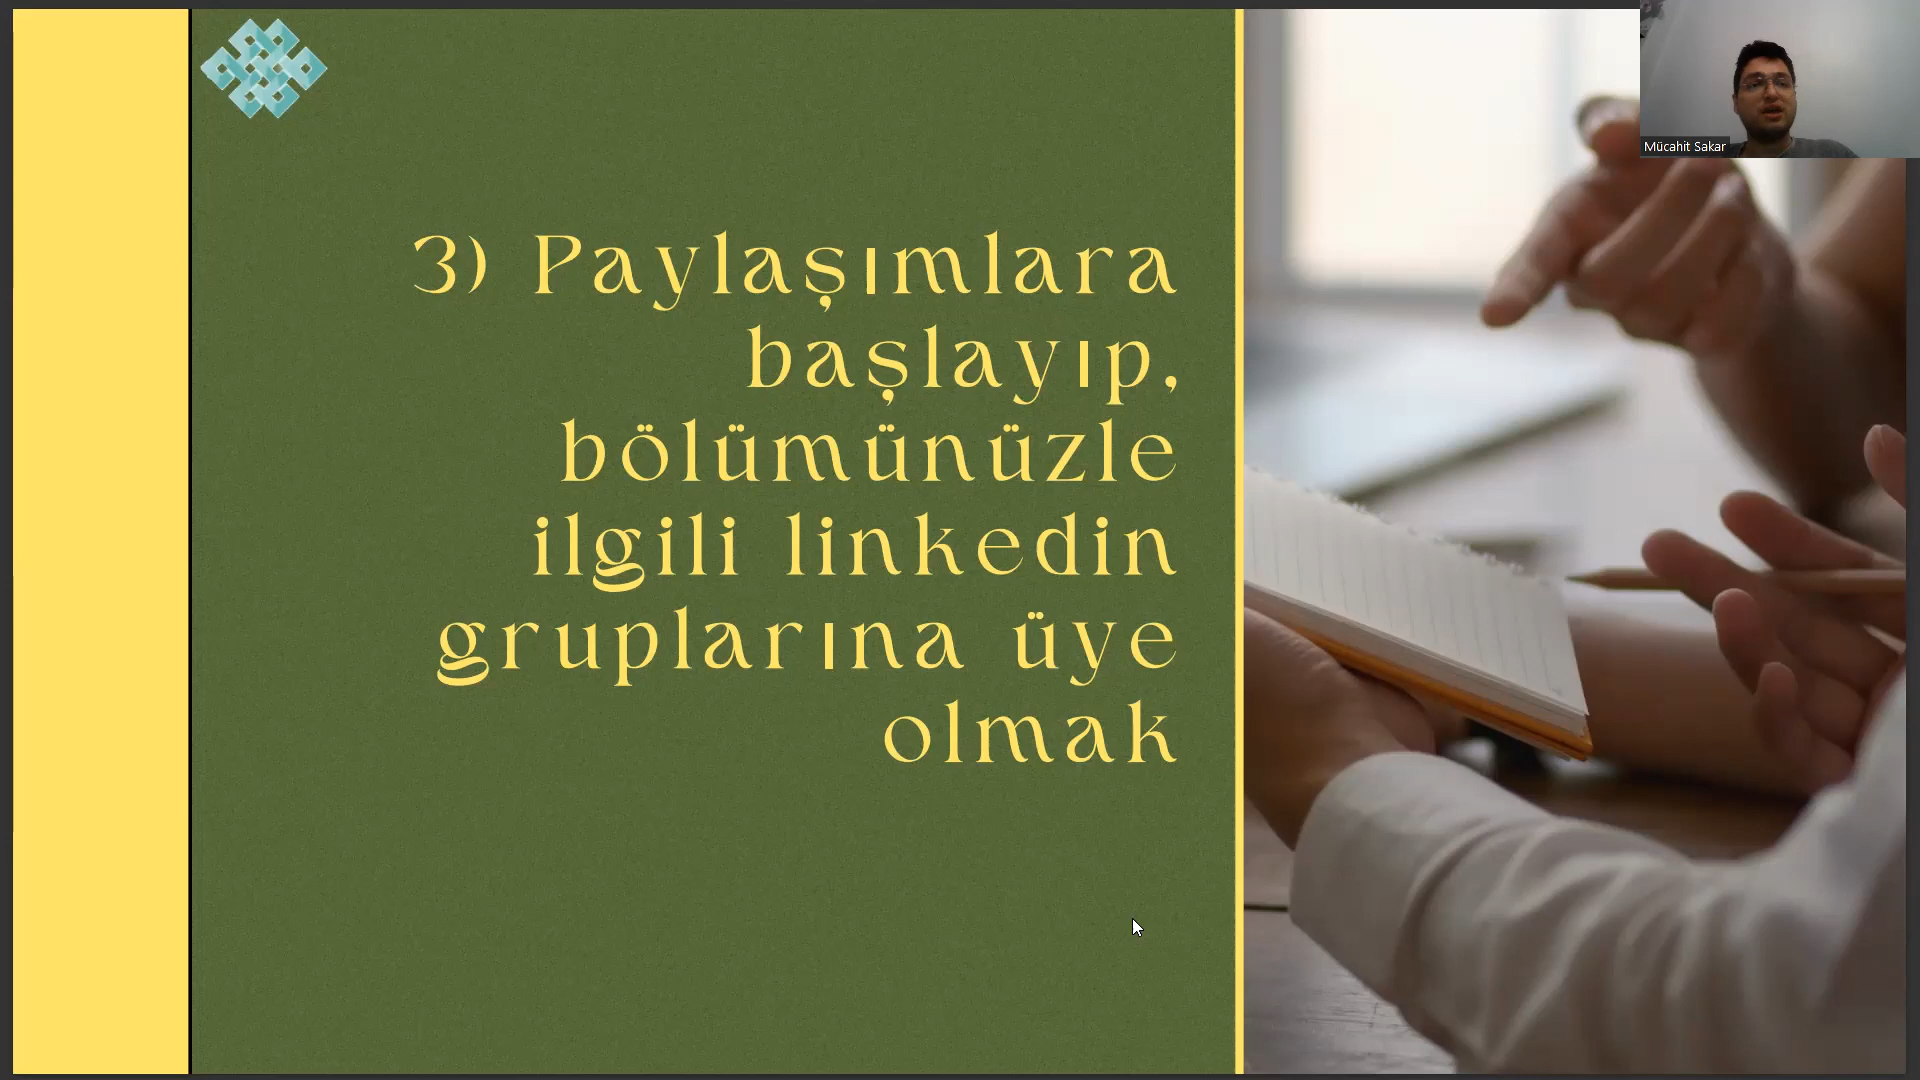 3) Paylaşımlara
başlayıp,
bölümünüzle
ilgili linkedin
gruplarına üye
olmak
Mücahit Sakar